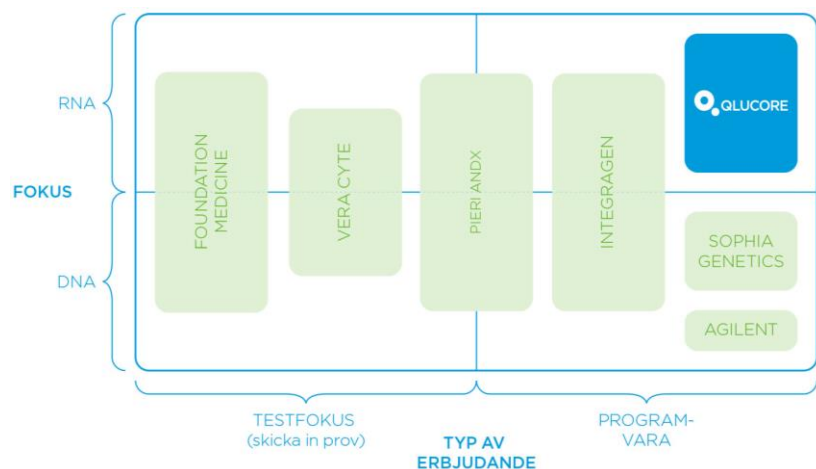 RNA
FOKUS
DNA
FOUNDATION
MEDICINE
VERA CYTE
PIERI ANDX
INTEGRAGEN
QLUCORE
SOPHIA
GENETICS
AGILENT
TESTFOKUS
(skicka in prov)
TYP AV
ERBJUDANDE
PROGRAM-
VARA